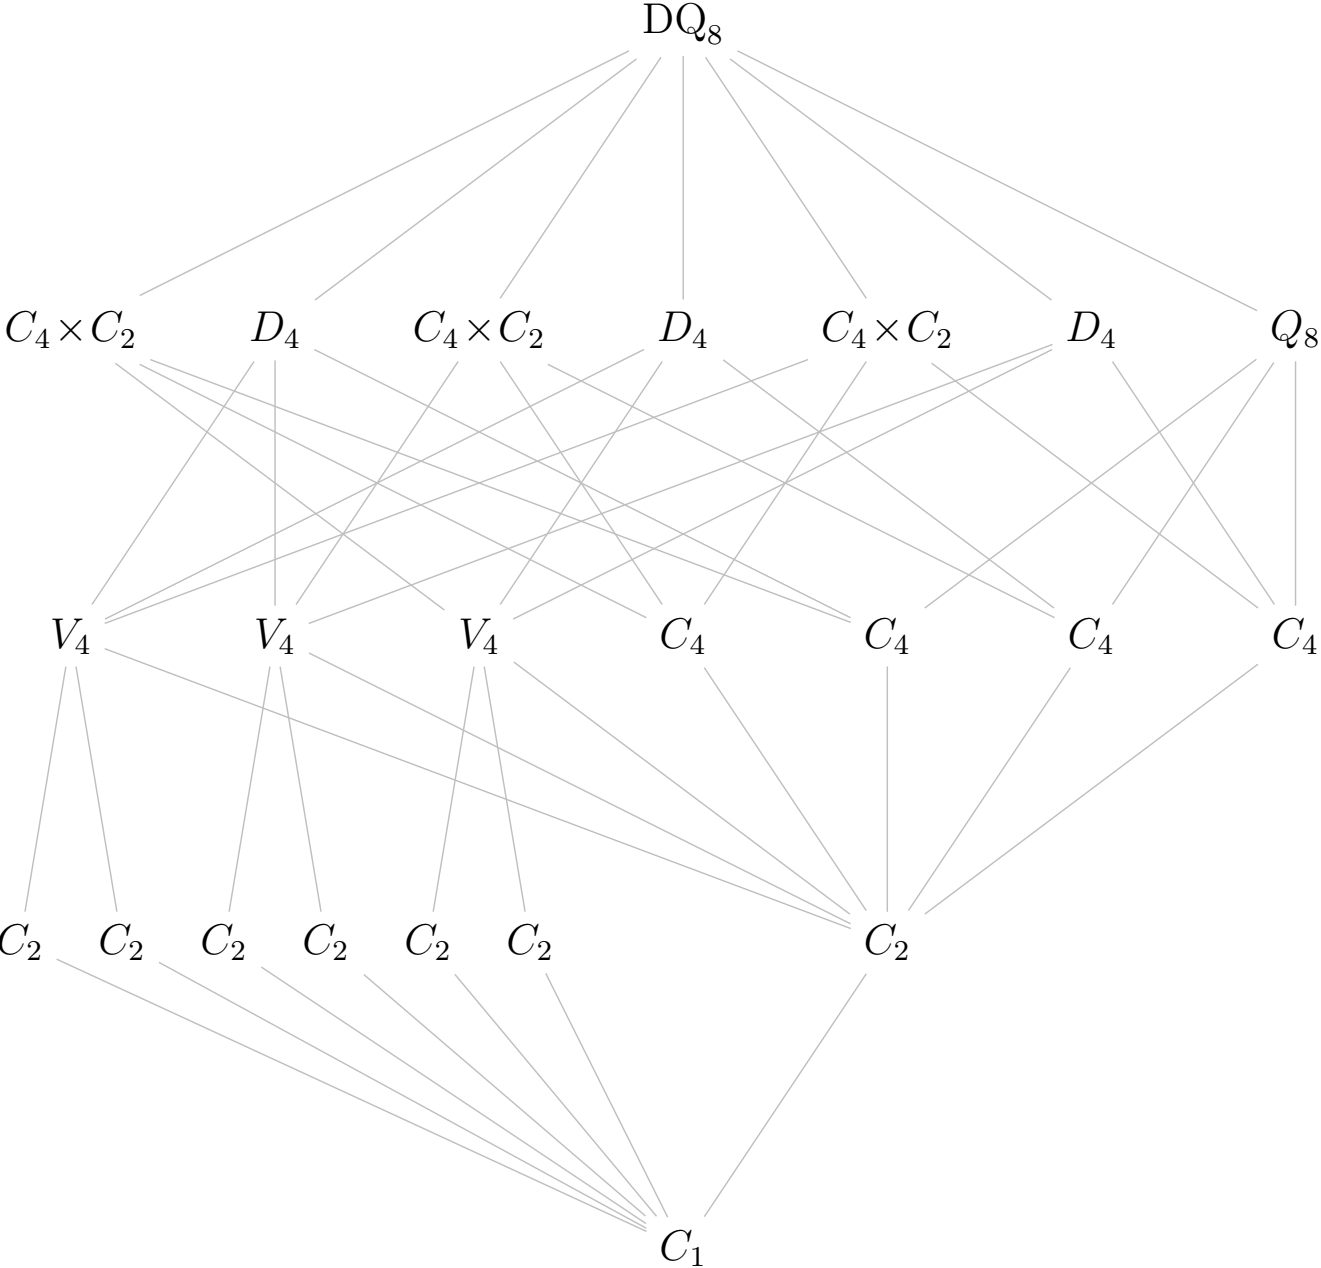 DQ₈
C₄×C₂ D₄ C₄×C₂ D₄ C₄×C₂ D₄ Q₈
V₄ V₄ V₄ C₄ C₄ C₄ C₄
C₂ C₂ C₂ C₂ C₂ C₂ C₂
C₁